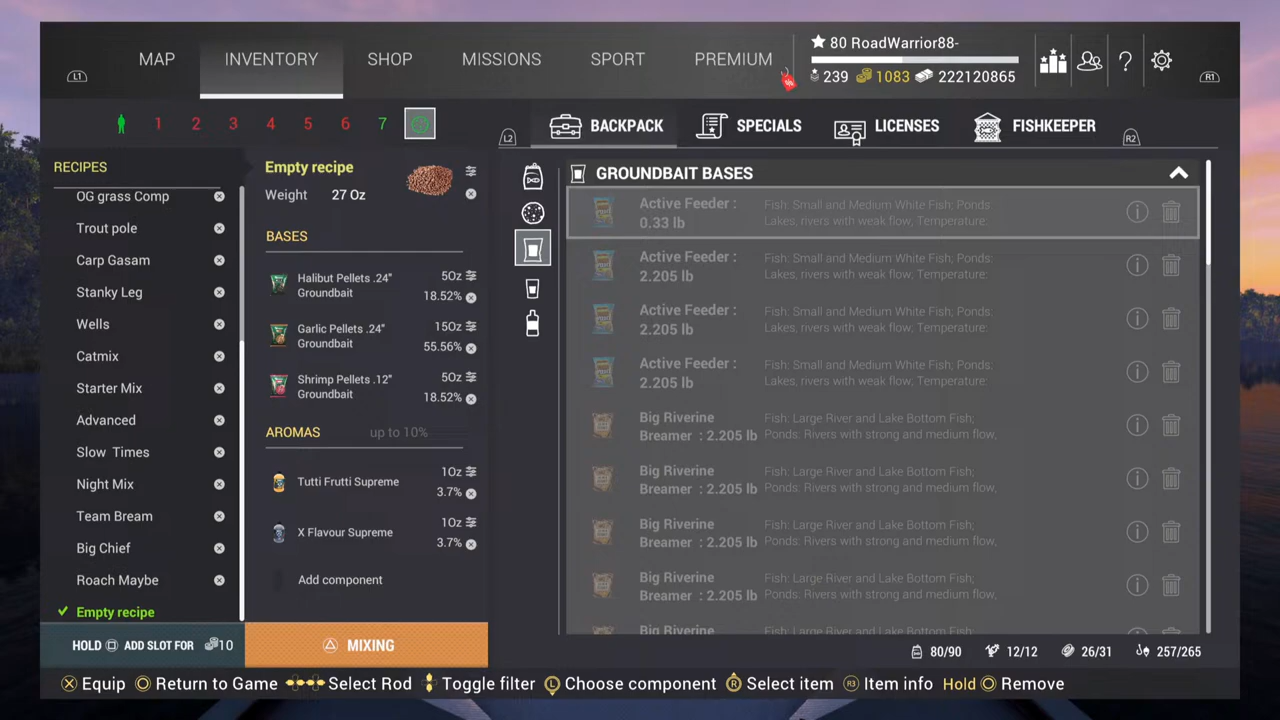 MAP
INVENTORY
SHOP
MISSIONS
SPORT
PREMIUM
80 RoadWarrior88-
239
1083
222120865
L1
R1
1
2
3
4
5
6
7
L2
BACKPACK
SPECIALS
LICENSES
FISHKEEPER
R2
RECIPES
OG grass Comp
Trout pole
Carp Gasam
Stanky Leg
Wells
Catmix
Starter Mix
Advanced
Slow Times
Night Mix
Team Bream
Big Chief
Roach Maybe
Empty recipe
HOLD ADD SLOT FOR 10
Empty recipe
Weight 27 Oz
BASES
Halibut Pellets .24"
Groundbait
5Oz
18.52%
Garlic Pellets .24"
Groundbait
15Oz
55.56%
Shrimp Pellets .12"
Groundbait
5Oz
18.52%
AROMAS up to 10%
Tutti Frutti Supreme
1Oz
3.7%
X Flavour Supreme
1Oz
3.7%
Add component
MIXING
GROUNDBAIT BASES
Active Feeder :
0.33 lb
Fish: Small and Medium White Fish; Ponds:
Lakes, rivers with weak flow; Temperature:
Active Feeder :
2.205 lb
Fish: Small and Medium White Fish; Ponds:
Lakes, rivers with weak flow; Temperature:
Active Feeder :
2.205 lb
Fish: Small and Medium White Fish; Ponds:
Lakes, rivers with weak flow; Temperature:
Active Feeder :
2.205 lb
Fish: Small and Medium White Fish; Ponds:
Lakes, rivers with weak flow; Temperature:
Big Riverine
Breamer : 2.205 lb
Fish: Large River and Lake Bottom Fish;
Ponds: Rivers with strong and medium flow,
Big Riverine
Breamer : 2.205 lb
Fish: Large River and Lake Bottom Fish;
Ponds: Rivers with strong and medium flow,
Big Riverine
Breamer : 2.205 lb
Fish: Large River and Lake Bottom Fish;
Ponds: Rivers with strong and medium flow,
Big Riverine
Breamer : 2.205 lb
Fish: Large River and Lake Bottom Fish;
Ponds: Rivers with strong and medium flow,
Big Riverine
Fish: Large River and Lake Bottom Fish;
80/90
12/12
26/31
257/265
Equip
Return to Game
Select Rod
Toggle filter
L Choose component
R Select item
R3 Item info
Hold Remove